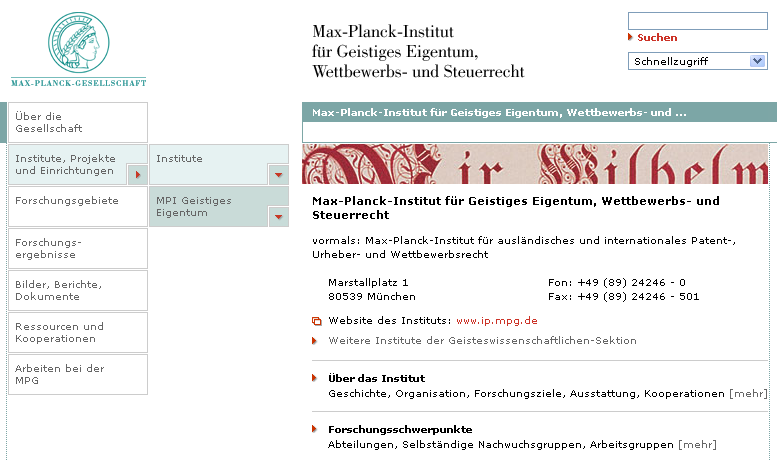 MAX-PLANCK-GESELLSCHAFT
Max-Planck-Institut
für Geistiges Eigentum,
Wettbewerbs- und Steuerrecht
Suchen
Schnellzugriff
Über die
Gesellschaft
Institute, Projekte
und Einrichtungen
Forschungsgebiete
Forschungs-
ergebnisse
Bilder, Berichte,
Dokumente
Ressourcen und
Kooperationen
Arbeiten bei der
MPG
Institute
MPI Geistiges
Eigentum
Max-Planck-Institut für Geistiges Eigentum, Wettbewerbs- und ...
Wir Wilhelm
Max-Planck-Institut für Geistiges Eigentum, Wettbewerbs- und
Steuerrecht
vormals: Max-Planck-Institut für ausländisches und internationales Patent-,
Urheber- und Wettbewerbsrecht
Marstallplatz 1
80539 München
Fon: +49 (89) 24246 - 0
Fax: +49 (89) 24246 - 501
Website des Instituts: www.ip.mpg.de
Weitere Institute der Geisteswissenschaftlichen-Sektion
Über das Institut
Geschichte, Organisation, Forschungsziele, Ausstattung, Kooperationen [mehr]
Forschungsschwerpunkte
Abteilungen, Selbständige Nachwuchsgruppen, Arbeitsgruppen [mehr]